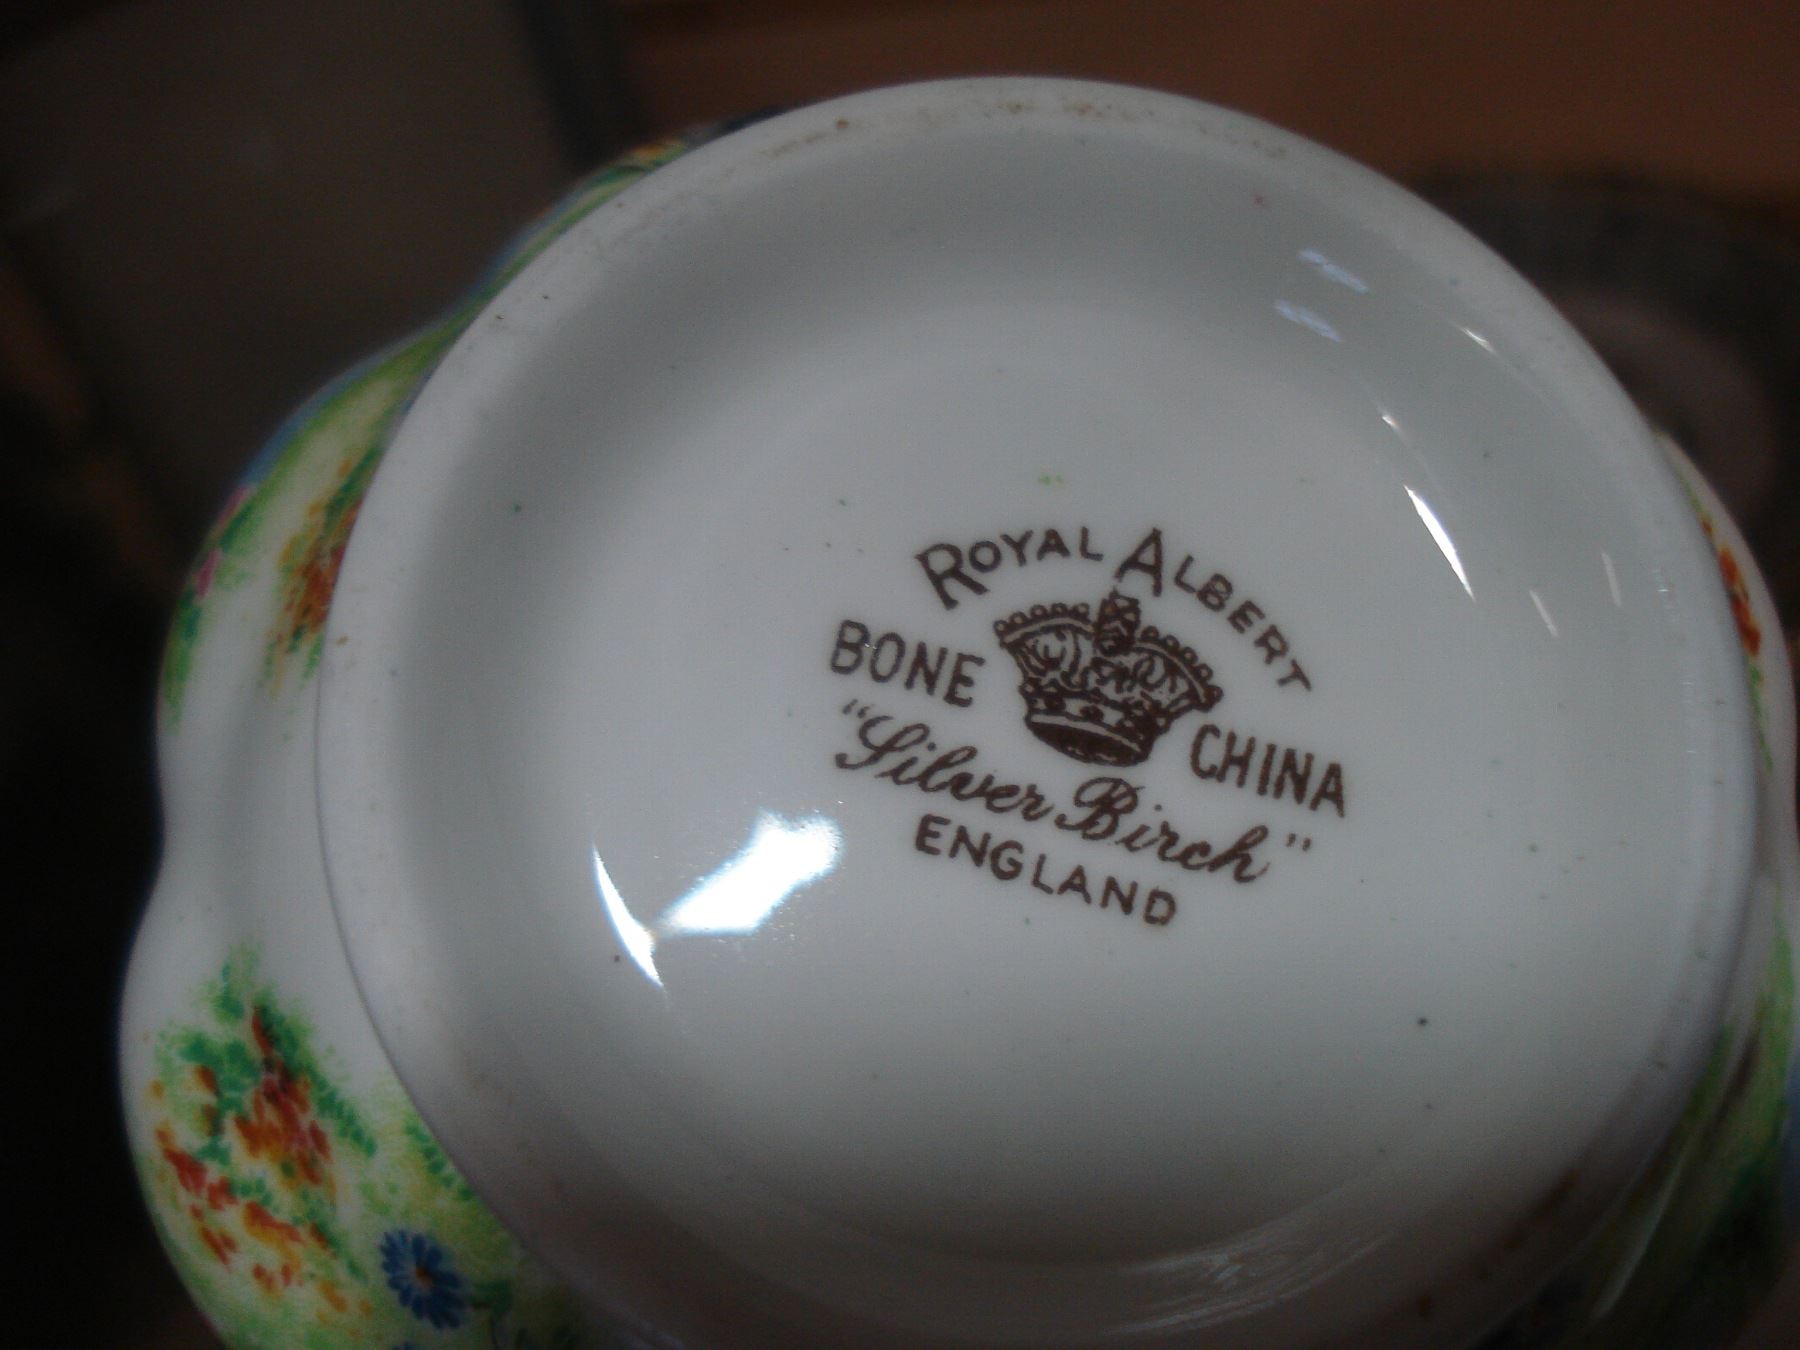 ROYAL ALBERT
BONE CHINA
"Silver Birch"
ENGLAND